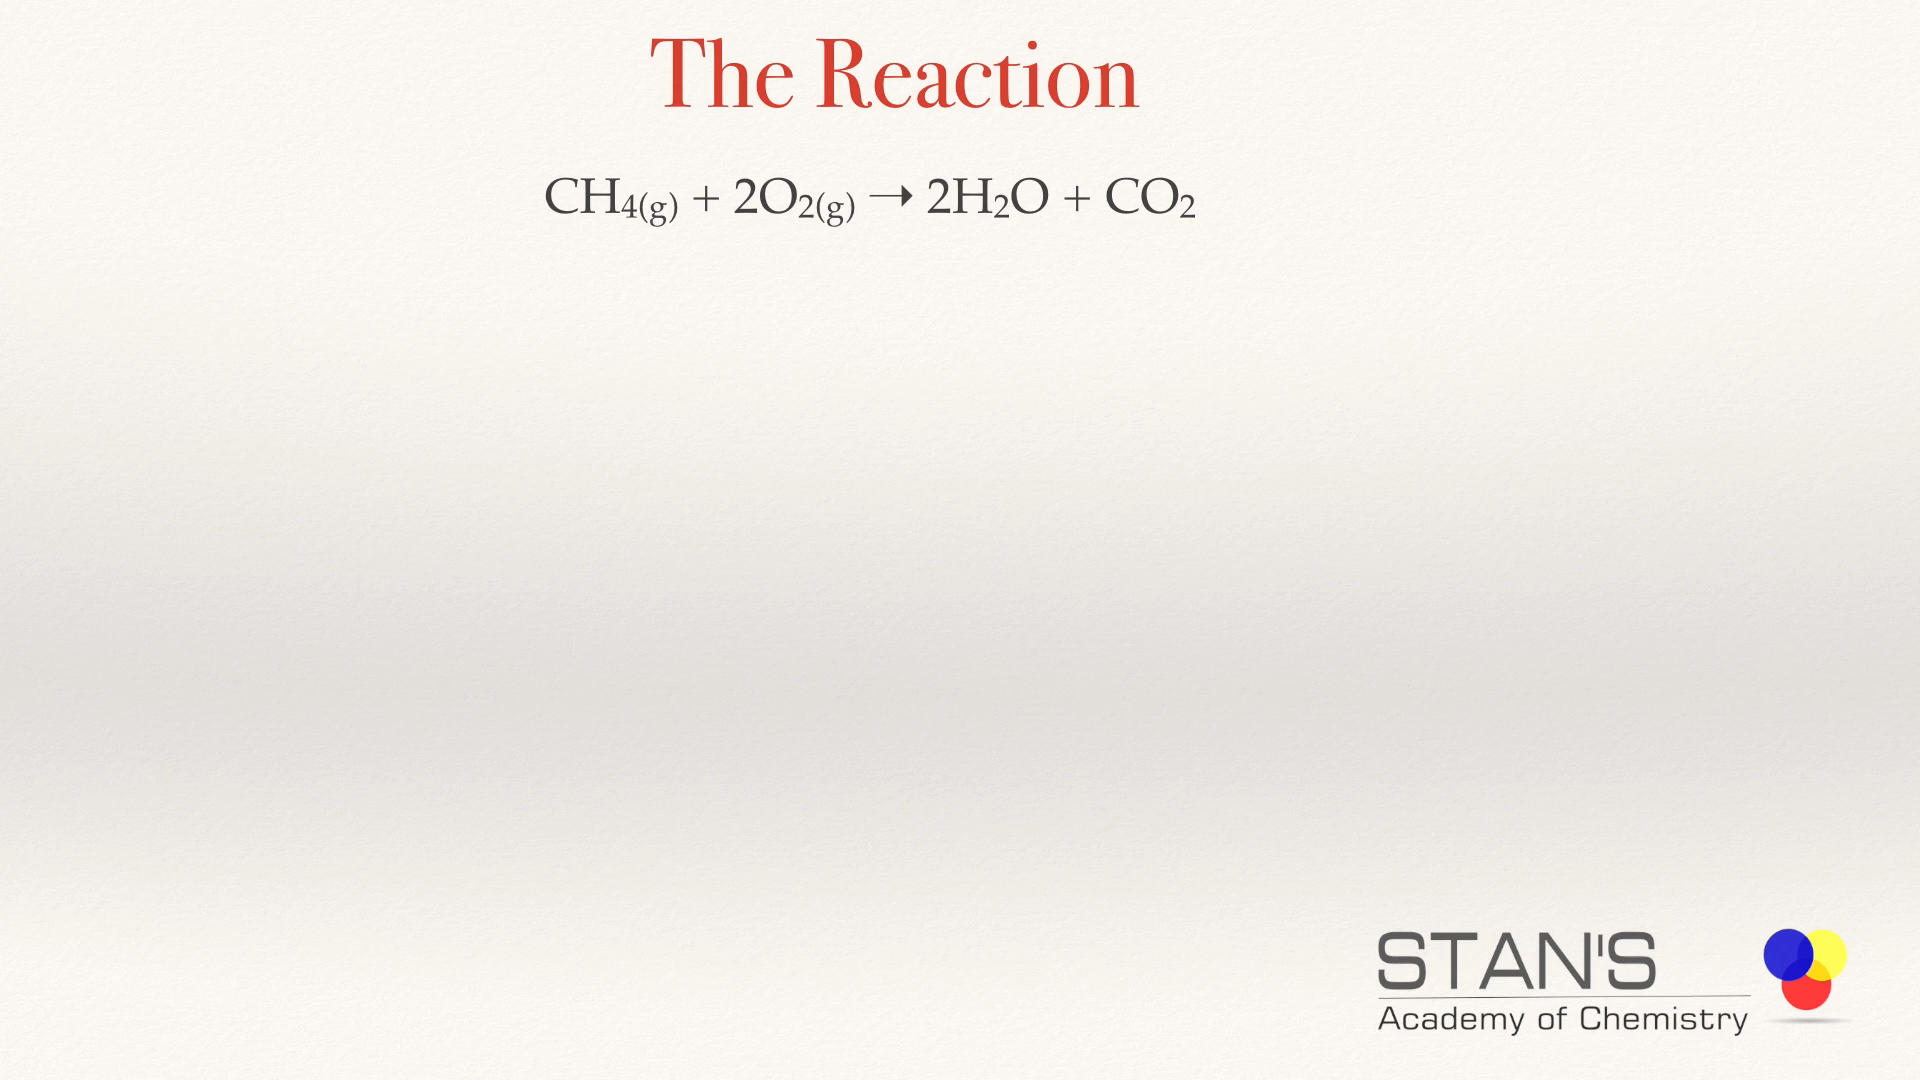 The Reaction
CH₄₍g₎ + 2O₂₍g₎ → 2H₂O + CO₂
STAN'S
Academy of Chemistry